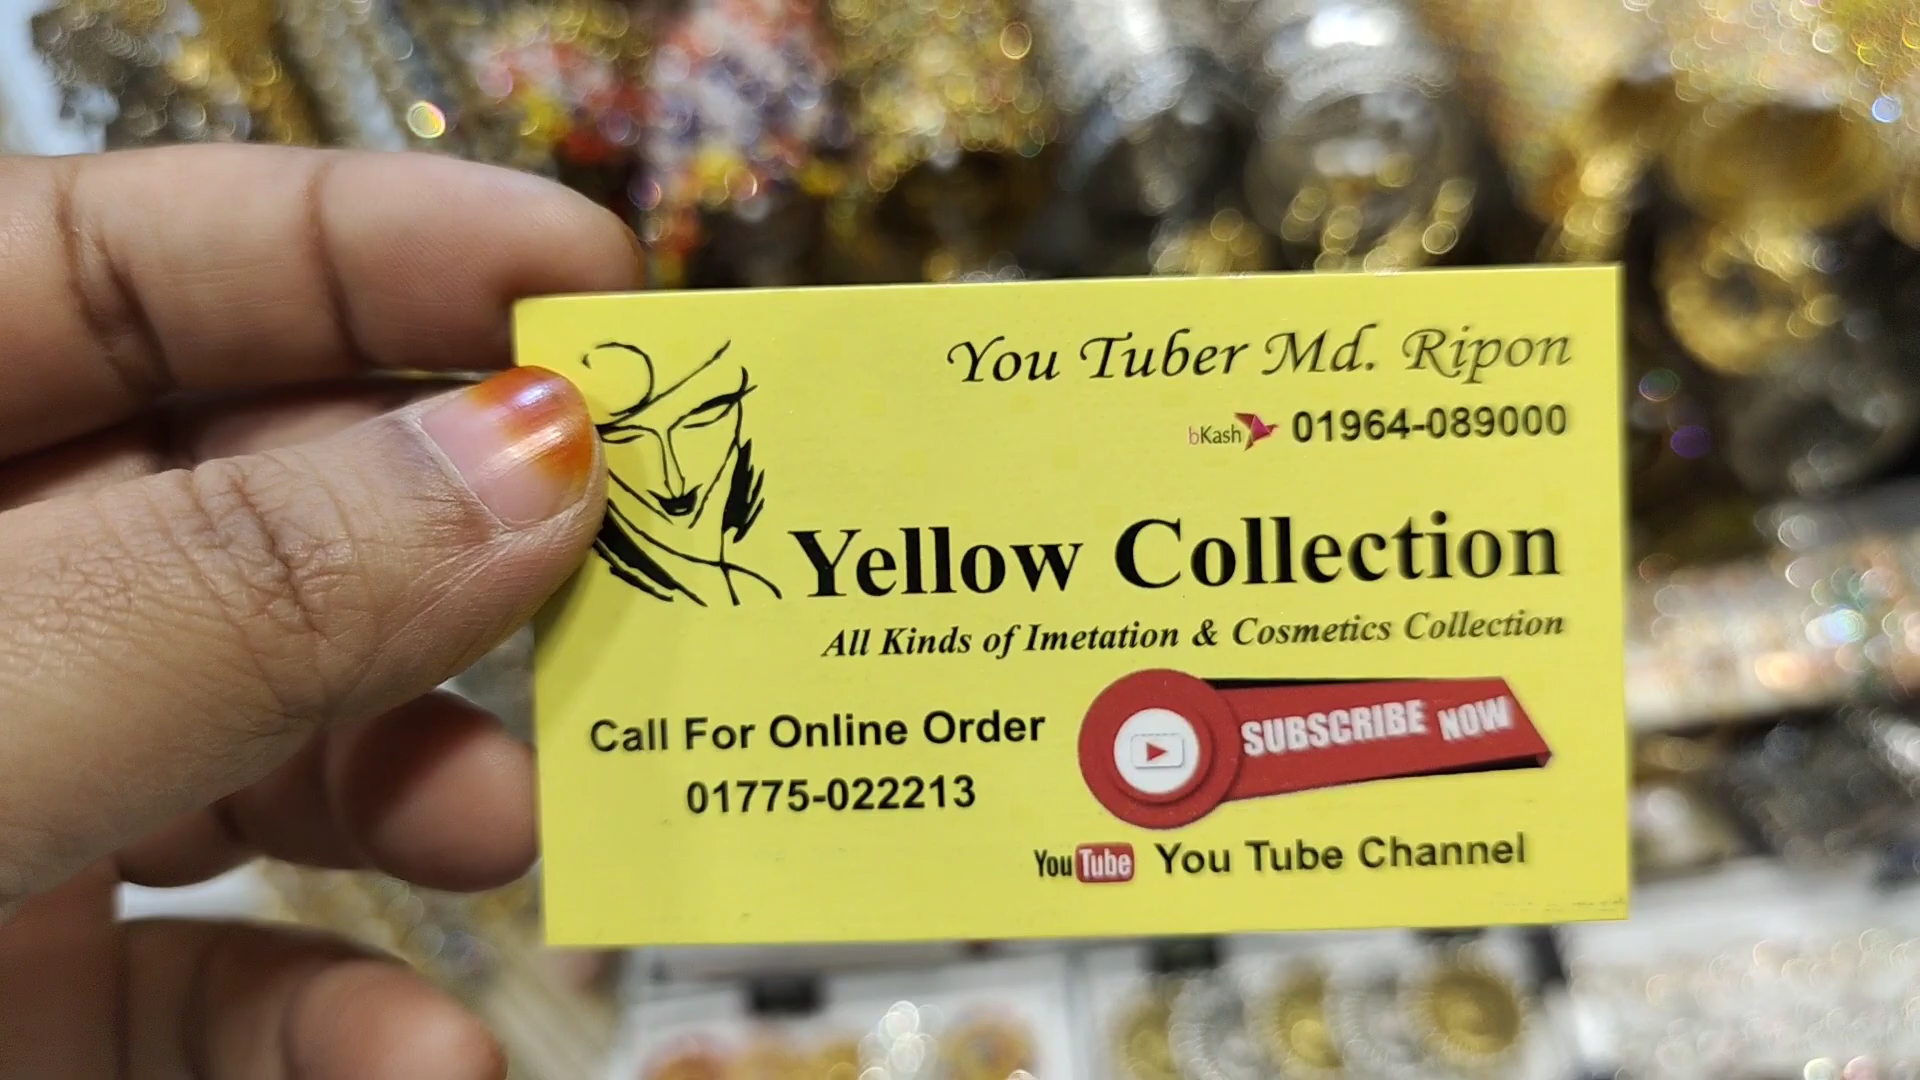 You Tuber Md. Ripon
bKash 01964-089000
Yellow Collection
All Kinds of Imetation & Cosmetics Collection
Call For Online Order
01775-022213
SUBSCRIBE NOW
YouTube You Tube Channel